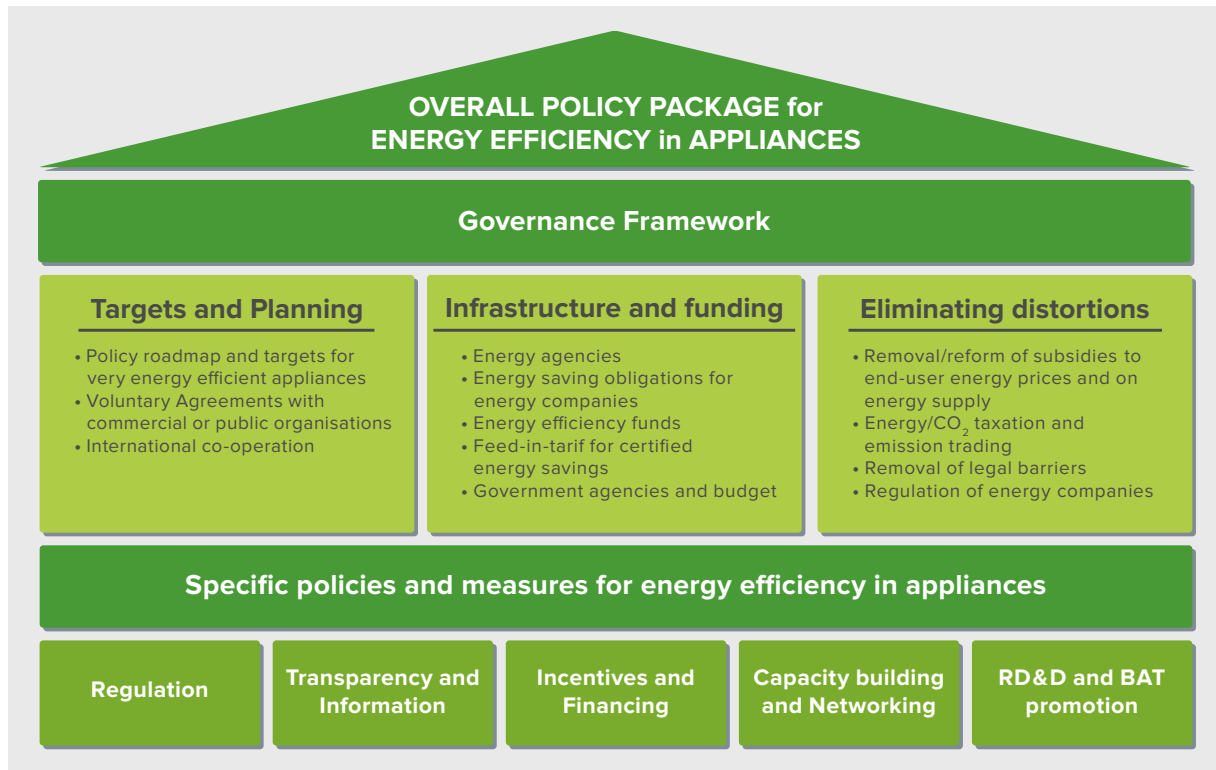 OVERALL POLICY PACKAGE for
ENERGY EFFICIENCY in APPLIANCES
Governance Framework
Targets and Planning
• Policy roadmap and targets for
very energy efficient appliances
• Voluntary Agreements with
commercial or public organisations
• International co-operation
Infrastructure and funding
• Energy agencies
• Energy saving obligations for
energy companies
• Energy efficiency funds
• Feed-in-tarif for certified
energy savings
• Government agencies and budget
Eliminating distortions
• Removal/reform of subsidies to
end-user energy prices and on
energy supply
• Energy/CO₂ taxation and
emission trading
• Removal of legal barriers
• Regulation of energy companies
Specific policies and measures for energy efficiency in appliances
Regulation
Transparency and
Information
Incentives and
Financing
Capacity building
and Networking
RD&D and BAT
promotion